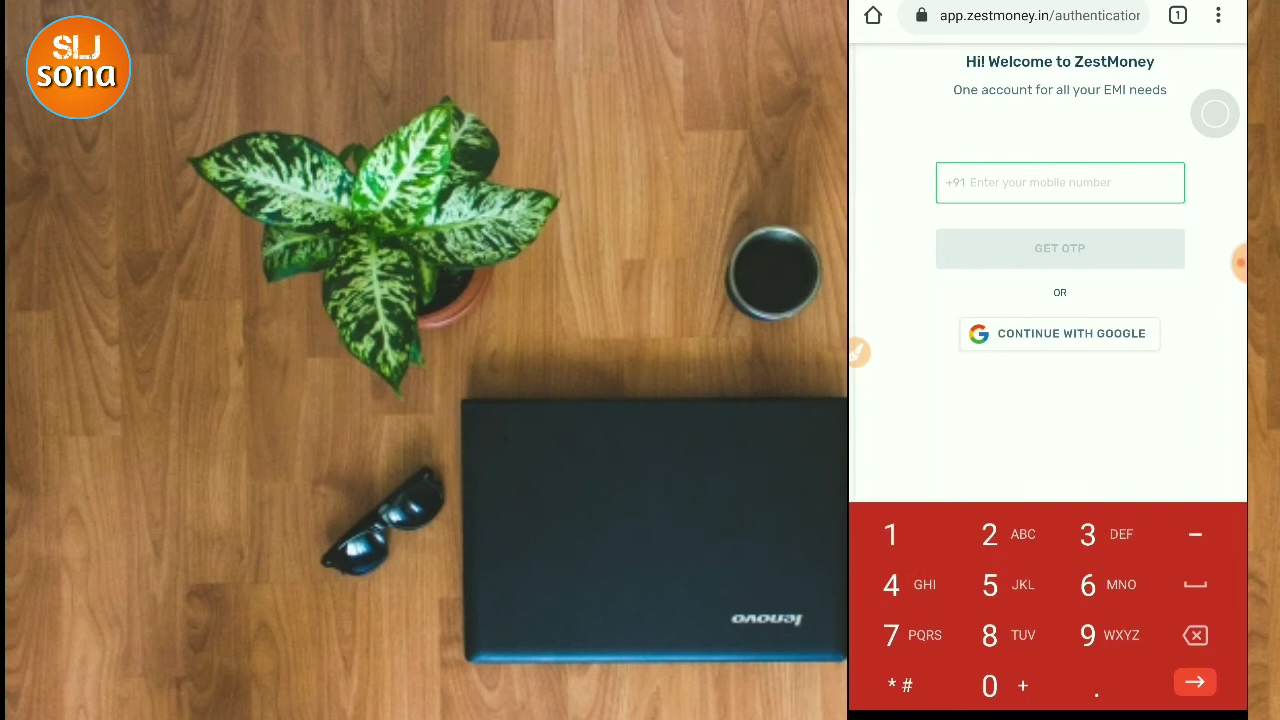 SLJ
sona
app.zestmoney.in/authentication
1
Hi! Welcome to ZestMoney
One account for all your EMI needs
+91 Enter your mobile number
GET OTP
OR
CONTINUE WITH GOOGLE
lenovo
1
2 ABC
3 DEF
-
4 GHI
5 JKL
6 MNO
7 PQRS
8 TUV
9 WXYZ
* #
0 +
.